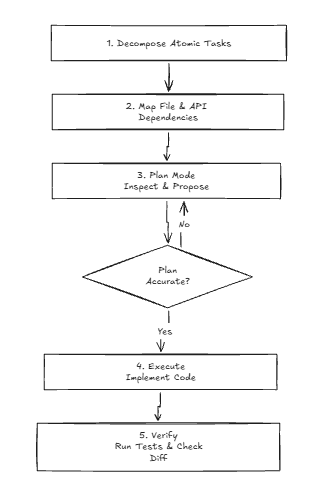 1. Decompose Atomic Tasks
2. Map File & API
Dependencies
3. Plan Mode
Inspect & Propose
No
Plan
Accurate?
Yes
4. Execute
Implement Code
5. Verify
Run Tests & Check
Diff